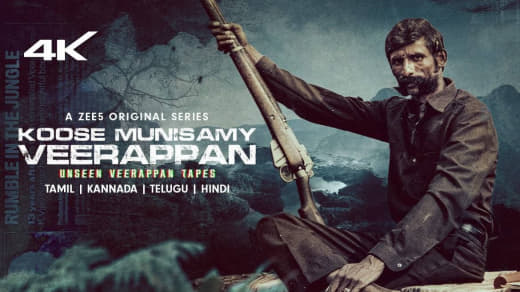 4K
RUMBLE IN THE JUNGLE
A ZEE5 ORIGINAL SERIES
KOOSE MUNISAMY
VEERAPPAN
UNSEEN VEERAPPAN TAPES
TAMIL | KANNADA | TELUGU | HINDI